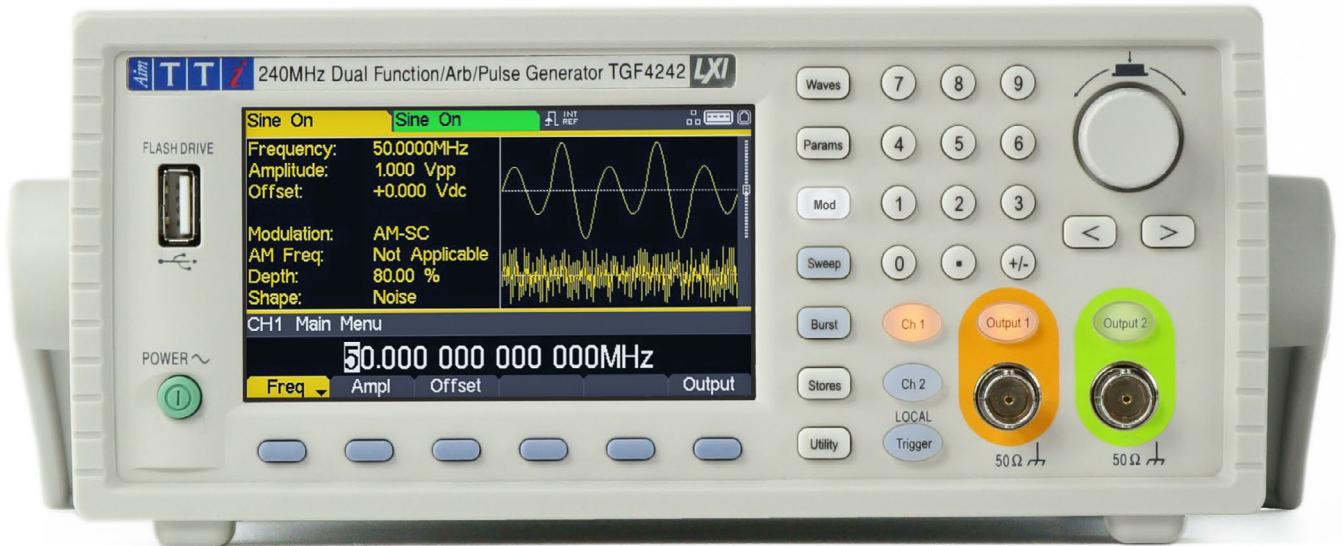 Aim TTi 240MHz Dual Function/Arb/Pulse Generator TGF4242 LXI
FLASH DRIVE
POWER
Sine On Sine On INT REF
Frequency: 50.0000MHz
Amplitude: 1.000 Vpp
Offset: +0.000 Vdc
Modulation: AM-SC
AM Freq: Not Applicable
Depth: 80.00 %
Shape: Noise
CH1 Main Menu
50.000 000 000 000MHz
Freq Ampl Offset Output
Waves 7 8 9
Params 4 5 6
Mod 1 2 3
< >
Sweep 0 . +/-
Burst Ch 1 Output 1 Output 2
Stores Ch 2
LOCAL
Utility Trigger
50Ω 50Ω